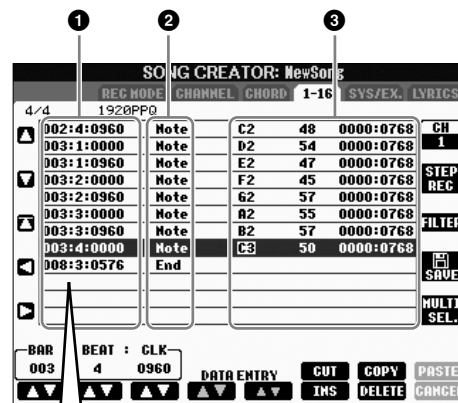 1 2 3
SONG CREATOR: NewSong
REC MODE CHANNEL CHORD 1-16 SYS/EX. LYRICS
4/4 1920PPQ
002:4:0960 Note C2 48 0000:0768
003:1:0000 Note D2 54 0000:0768
003:1:0960 Note E2 47 0000:0768
003:2:0000 Note F2 45 0000:0768
003:2:0960 Note G2 57 0000:0768
003:3:0000 Note A2 55 0000:0768
003:3:0960 Note B2 57 0000:0768
003:4:0000 Note C3 50 0000:0768
008:3:0576 End
CH
1
STEP
REC
FILTER
SAVE
MULTI
SEL.
BAR BEAT : CLK
003 4 0960
DATA ENTRY
CUT COPY PASTE
INS DELETE CANCEL